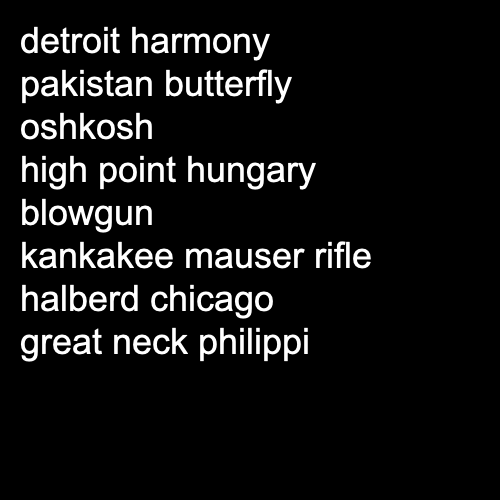 detroit harmony
pakistan butterfly
oshkosh
high point hungary
blowgun
kankakee mauser rifle
halberd chicago
great neck philippi